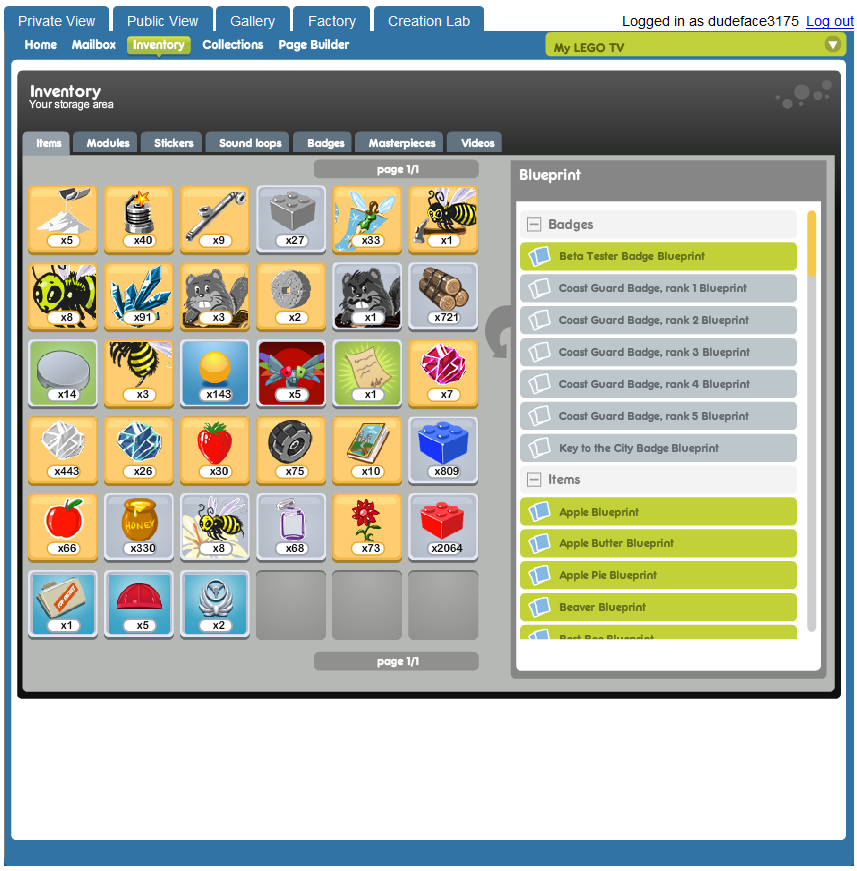 Private View Public View Gallery Factory Creation Lab Logged in as dudeface3175 Log out
Home Mailbox Inventory Collections Page Builder My LEGO TV
Inventory
Your storage area
Items Modules Stickers Sound loops Badges Masterpieces Videos
page 1/1
x5 x40 x9 x27 x33 x1
x8 x91 x3 x2 x1 x721
x14 x3 x143 x5 x1 x7
x443 x26 x30 x75 x10 x809
HONEY
x66 x330 x8 x68 x73 x2064
TOP SECRET
x1 x5 x2
page 1/1
Blueprint
Badges
Beta Tester Badge Blueprint
Coast Guard Badge, rank 1 Blueprint
Coast Guard Badge, rank 2 Blueprint
Coast Guard Badge, rank 3 Blueprint
Coast Guard Badge, rank 4 Blueprint
Coast Guard Badge, rank 5 Blueprint
Key to the City Badge Blueprint
Items
Apple Blueprint
Apple Butter Blueprint
Apple Pie Blueprint
Beaver Blueprint
Best Bee Blueprint